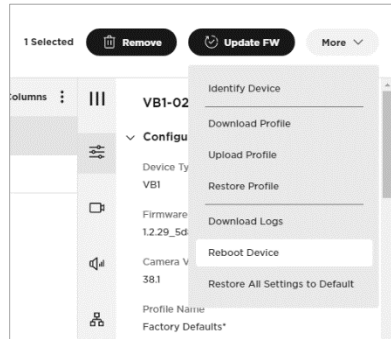 1 Selected
Remove
Update FW
More
Columns
VB1-02
Identify Device
Download Profile
Upload Profile
Restore Profile
Download Logs
Reboot Device
Restore All Settings to Default
Configu
Device Ty
VB1
Firmware
1.2.29_5d
Camera V
38.1
Profile Name
Factory Defaults*